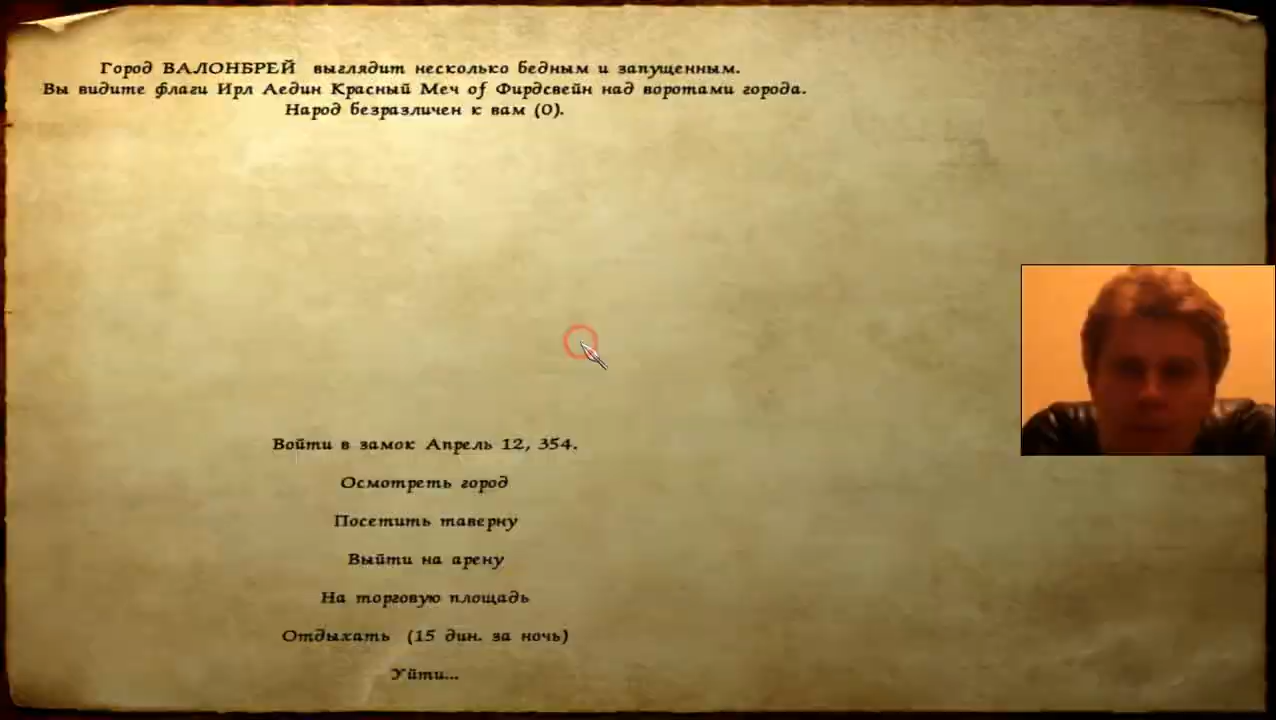 Город ВАЛОНБРЕЙ выглядит несколько бедным и запущенным.
Вы видите флаги Ирл Аедин Красный Меч of Фирдсвейн над воротами города.
Народ безразличен к вам (0).
Войти в замок Апрель 12, 354.
Осмотреть город
Посетить таверну
Выйти на арену
На торговую площадь
Отдыхать (15 дин. за ночь)
Уйти...